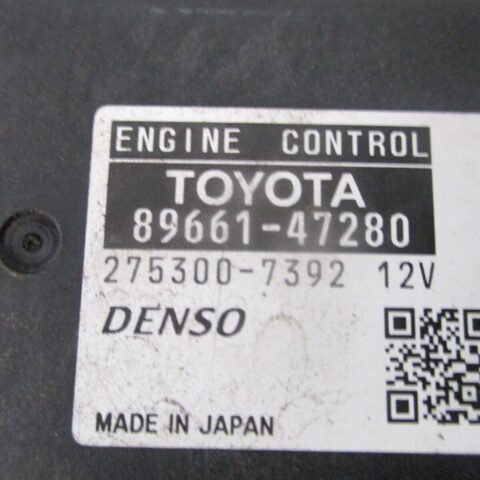 ENGINE CONTROL
TOYOTA
89661-47280
275300-7392 12V
DENSO
MADE IN JAPAN